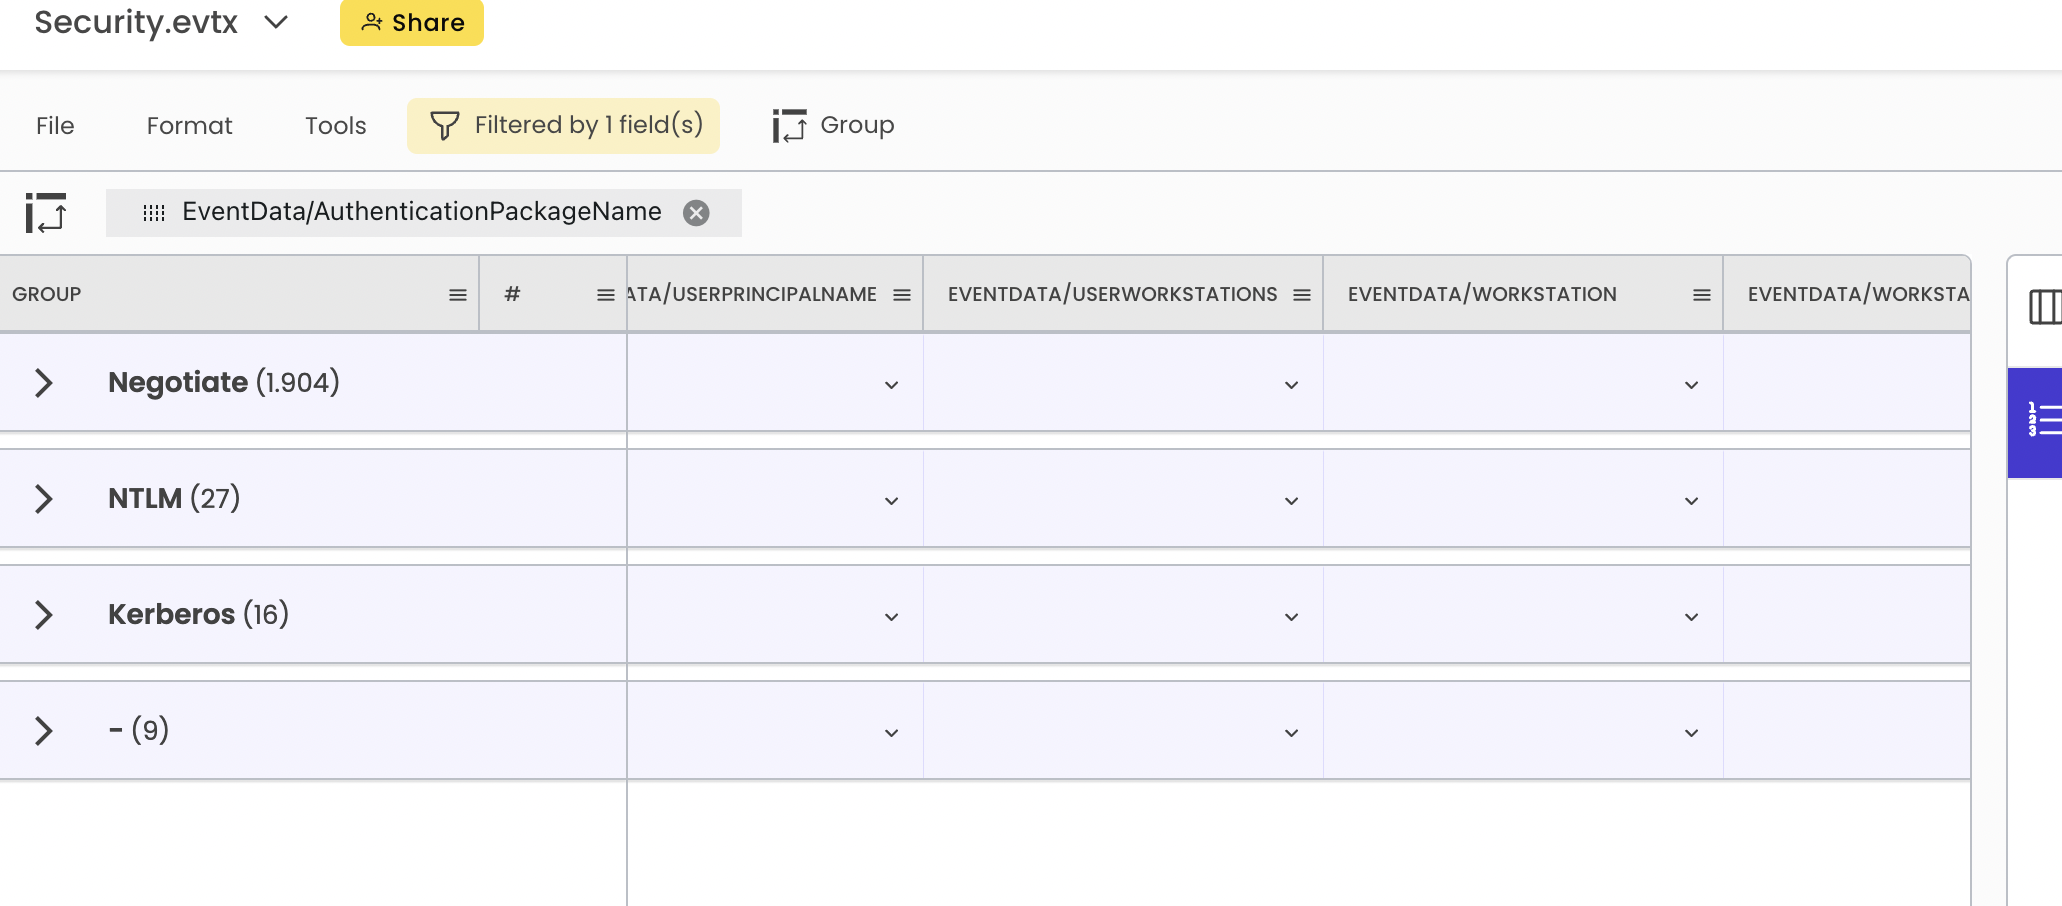 Security.evtx Share
File Format Tools Filtered by 1 field(s) Group
EventData/AuthenticationPackageName
GROUP # ATA/USERPRINCIPALNAME EVENTDATA/USERWORKSTATIONS EVENTDATA/WORKSTATION EVENTDATA/WORKSTA
Negotiate (1.904)
NTLM (27)
Kerberos (16)
- (9)